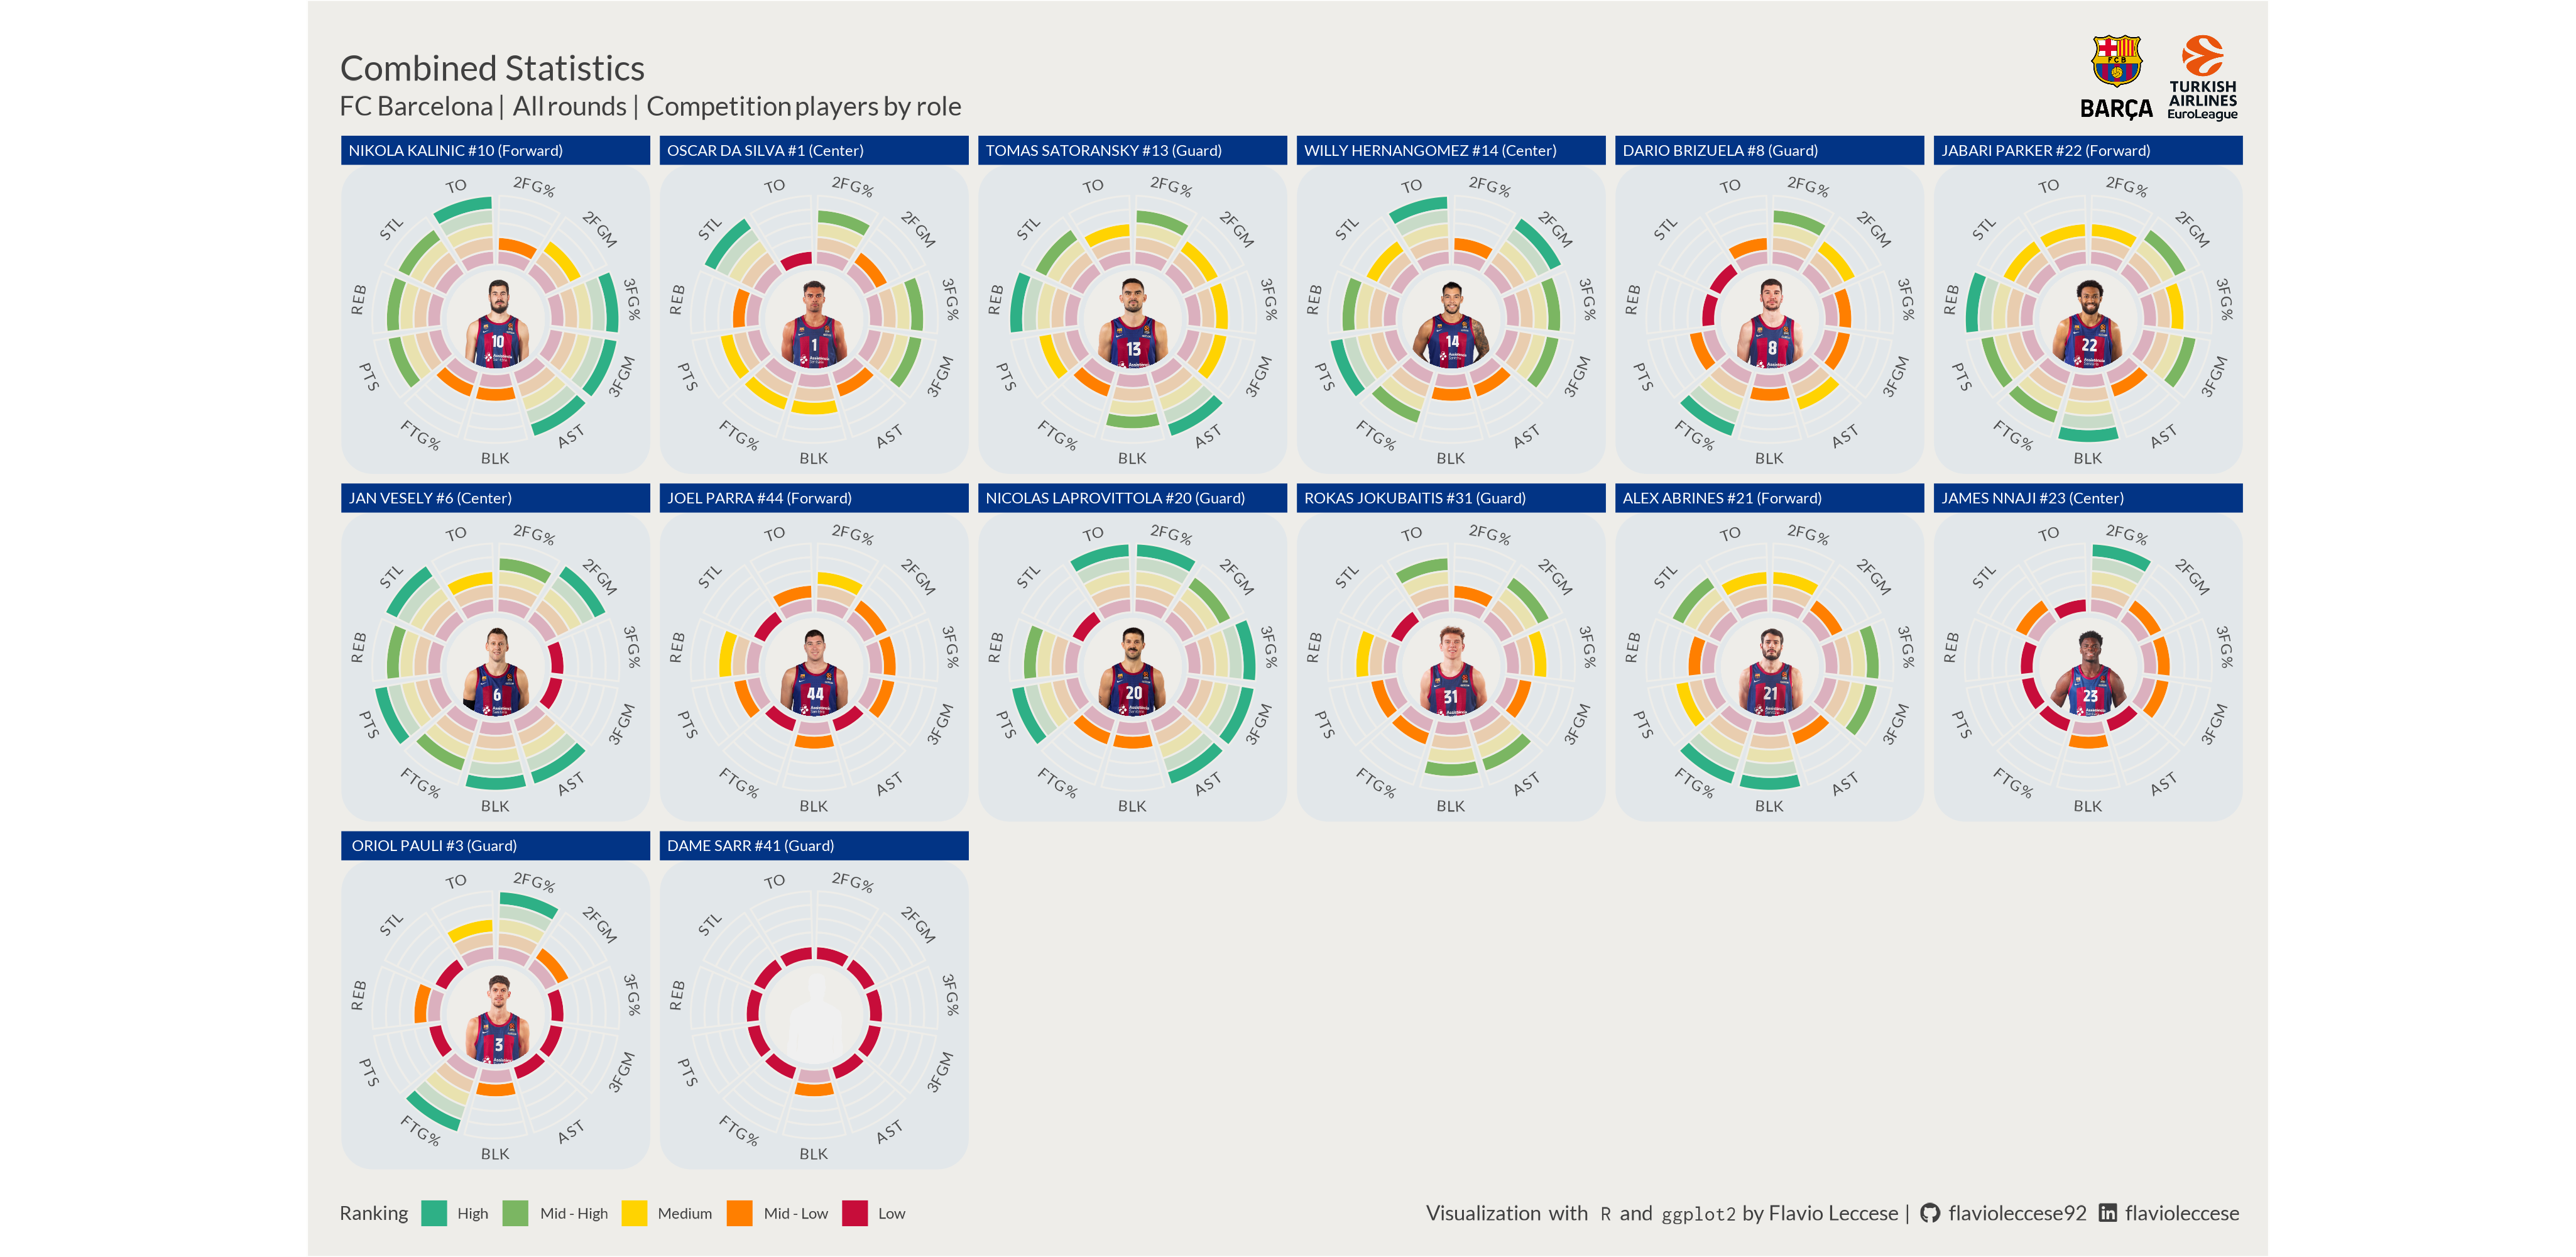 Combined Statistics
FC Barcelona | All rounds | Competition players by role
FCB
BARÇA
TURKISH
AIRLINES
EuroLeague
NIKOLA KALINIC #10 (Forward)
TO 2FG% 2FGM 3FG% 3FGM AST BLK FTG% PTS REB STL
10
OSCAR DA SILVA #1 (Center)
TO 2FG% 2FGM 3FG% 3FGM AST BLK FTG% PTS REB STL
1
TOMAS SATORANSKY #13 (Guard)
TO 2FG% 2FGM 3FG% 3FGM AST BLK FTG% PTS REB STL
13
WILLY HERNANGOMEZ #14 (Center)
TO 2FG% 2FGM 3FG% 3FGM AST BLK FTG% PTS REB STL
14
DARIO BRIZUELA #8 (Guard)
TO 2FG% 2FGM 3FG% 3FGM AST BLK FTG% PTS REB STL
8
JABARI PARKER #22 (Forward)
TO 2FG% 2FGM 3FG% 3FGM AST BLK FTG% PTS REB STL
22
JAN VESELY #6 (Center)
TO 2FG% 2FGM 3FG% 3FGM AST BLK FTG% PTS REB STL
6
JOEL PARRA #44 (Forward)
TO 2FG% 2FGM 3FG% 3FGM AST BLK FTG% PTS REB STL
44
NICOLAS LAPROVITTOLA #20 (Guard)
TO 2FG% 2FGM 3FG% 3FGM AST BLK FTG% PTS REB STL
20
ROKAS JOKUBAITIS #31 (Guard)
TO 2FG% 2FGM 3FG% 3FGM AST BLK FTG% PTS REB STL
31
ALEX ABRINES #21 (Forward)
TO 2FG% 2FGM 3FG% 3FGM AST BLK FTG% PTS REB STL
21
JAMES NNAJI #23 (Center)
TO 2FG% 2FGM 3FG% 3FGM AST BLK FTG% PTS REB STL
23
ORIOL PAULI #3 (Guard)
TO 2FG% 2FGM 3FG% 3FGM AST BLK FTG% PTS REB STL
3
DAME SARR #41 (Guard)
TO 2FG% 2FGM 3FG% 3FGM AST BLK FTG% PTS REB STL
Ranking High Mid - High Medium Mid - Low Low
Visualization with R and ggplot2 by Flavio Leccese | flavioleccese92 in flavioleccese